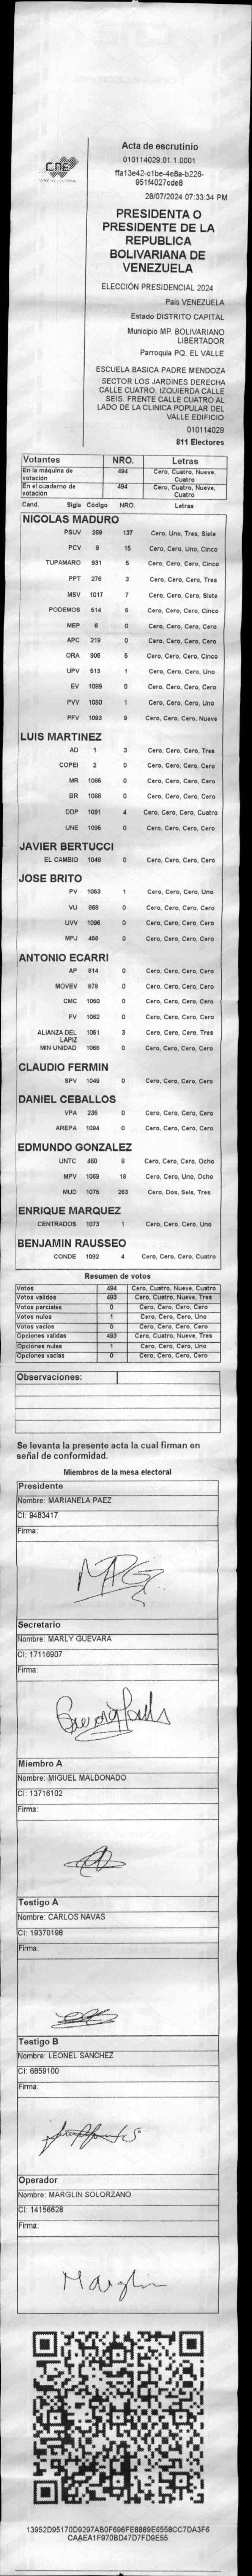 CNE
Acta de escrutinio
010114029.01.1.0001
ffa13e42-c1be-4e8a-b226-
951f4027cde8
28/07/2024 07:33:34 PM
PRESIDENTA O
PRESIDENTE DE LA
REPUBLICA
BOLIVARIANA DE
VENEZUELA
ELECCIÓN PRESIDENCIAL 2024
Pais VENEZUELA
Estado DISTRITO CAPITAL
Municipio MP. BOLIVARIANO
LIBERTADOR
Parroquia PQ. EL VALLE
ESCUELA BASICA PADRE MENDOZA
SECTOR LOS JARDINES DERECHA
CALLE CUATRO. IZQUIERDA CALLE
SEIS. FRENTE CALLE CUATRO AL
LADO DE LA CLINICA POPULAR DEL
VALLE EDIFICIO
010114029
811 Electores
Votantes NRO. Letras
En la máquina de votación 494 Cero, Cuatro, Nueve, Cuatro
En el cuaderno de votación 494 Cero, Cuatro, Nueve, Cuatro
Cand. Sigla Código NRO. Letras
NICOLAS MADURO
PSUV 269 137 Cero, Uno, Tres, Siete
PCV 9 15 Cero, Cero, Uno, Cinco
TUPAMARO 931 5 Cero, Cero, Cero, Cinco
PPT 276 3 Cero, Cero, Cero, Tres
MSV 1017 7 Cero, Cero, Cero, Siete
PODEMOS 514 5 Cero, Cero, Cero, Cinco
MEP 6 0 Cero, Cero, Cero, Cero
APC 219 0 Cero, Cero, Cero, Cero
ORA 906 5 Cero, Cero, Cero, Cinco
UPV 513 1 Cero, Cero, Cero, Uno
EV 1089 0 Cero, Cero, Cero, Cero
PVV 1090 1 Cero, Cero, Cero, Uno
PFV 1093 9 Cero, Cero, Cero, Nueve
LUIS MARTINEZ
AD 1 3 Cero, Cero, Cero, Tres
COPEI 2 0 Cero, Cero, Cero, Cero
MR 1065 0 Cero, Cero, Cero, Cero
BR 1066 0 Cero, Cero, Cero, Cero
DDP 1091 4 Cero, Cero, Cero, Cuatro
UNE 1095 0 Cero, Cero, Cero, Cero
JAVIER BERTUCCI
EL CAMBIO 1048 0 Cero, Cero, Cero, Cero
JOSE BRITO
PV 1053 1 Cero, Cero, Cero, Uno
VU 869 0 Cero, Cero, Cero, Cero
UVV 1096 0 Cero, Cero, Cero, Cero
MPJ 458 0 Cero, Cero, Cero, Cero
ANTONIO ECARRI
AP 814 0 Cero, Cero, Cero, Cero
MOVEV 878 0 Cero, Cero, Cero, Cero
CMC 1050 0 Cero, Cero, Cero, Cero
FV 1062 0 Cero, Cero, Cero, Cero
ALIANZA DEL LAPIZ 1051 3 Cero, Cero, Cero, Tres
MIN UNIDAD 1068 0 Cero, Cero, Cero, Cero
CLAUDIO FERMIN
SPV 1049 0 Cero, Cero, Cero, Cero
DANIEL CEBALLOS
VPA 236 0 Cero, Cero, Cero, Cero
AREPA 1094 0 Cero, Cero, Cero, Cero
EDMUNDO GONZALEZ
UNTC 460 8 Cero, Cero, Cero, Ocho
MPV 1069 18 Cero, Cero, Uno, Ocho
MUD 1075 263 Cero, Dos, Seis, Tres
ENRIQUE MARQUEZ
CENTRADOS 1073 1 Cero, Cero, Cero, Uno
BENJAMIN RAUSSEO
CONDE 1092 4 Cero, Cero, Cero, Cuatro
Resumen de votos
Votos 494 Cero, Cuatro, Nueve, Cuatro
Votos validos 493 Cero, Cuatro, Nueve, Tres
Votos parciales 0 Cero, Cero, Cero, Cero
Votos nulos 1 Cero, Cero, Cero, Uno
Votos vacios 0 Cero, Cero, Cero, Cero
Opciones validas 493 Cero, Cuatro, Nueve, Tres
Opciones nulas 1 Cero, Cero, Cero, Uno
Opciones vacias 0 Cero, Cero, Cero, Cero
Observaciones:
Se levanta la presente acta la cual firman en
señal de conformidad.
Miembros de la mesa electoral
Presidente
Nombre: MARIANELA PAEZ
CI: 9483417
Firma:
Secretario
Nombre: MARLY GUEVARA
CI: 17116907
Firma:
Miembro A
Nombre: MIGUEL MALDONADO
CI: 13716102
Firma:
Testigo A
Nombre: CARLOS NAVAS
CI: 19370198
Firma:
Testigo B
Nombre: LEONEL SANCHEZ
CI: 6859100
Firma:
Operador
Nombre: MARGLIN SOLORZANO
CI: 14156628
Firma:
Marglin
13952D95170D9297AB0F696FE8889E6558CC7DA3F6
CAAEA1F970BD47D7FD9E55